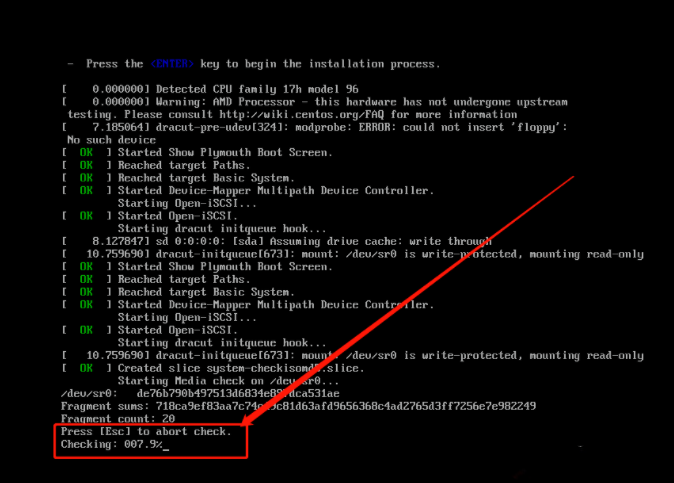 - Press the <ENTER> key to begin the installation process.
[    0.000000] Detected CPU family 17h model 96
[    0.000000] Warning: AMD Processor - this hardware has not undergone upstream
testing. Please consult http://wiki.centos.org/FAQ for more information
[    7.185064] dracut-pre-udev[324]: modprobe: ERROR: could not insert 'floppy':
No such device
[  OK  ] Started Show Plymouth Boot Screen.
[  OK  ] Reached target Paths.
[  OK  ] Reached target Basic System.
[  OK  ] Started Device-Mapper Multipath Device Controller.
Starting Open-iSCSI...
[  OK  ] Started Open-iSCSI.
Starting dracut initqueue hook...
[    8.127847] sd 0:0:0:0: [sda] Assuming drive cache: write through
[   10.759690] dracut-initqueue[673]: mount: /dev/sr0 is write-protected, mounting read-only
[  OK  ] Started Show Plymouth Boot Screen.
[  OK  ] Reached target Paths.
[  OK  ] Reached target Basic System.
[  OK  ] Started Device-Mapper Multipath Device Controller.
Starting Open-iSCSI...
[  OK  ] Started Open-iSCSI.
Starting dracut initqueue hook...
[   10.759690] dracut-initqueue[673]: mount: /dev/sr0 is write-protected, mounting read-only
[  OK  ] Created slice system-checkisomd5.slice.
Starting Media check on /dev/sr0...
/dev/sr0:
Fragment sums:
Fragment count: 20
Press [Esc] to abort check.
Checking: 007.9%_